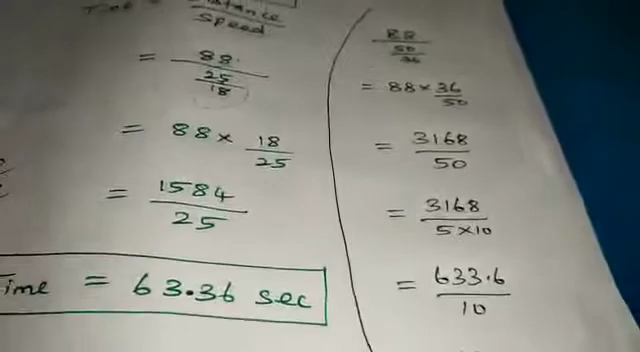 Time = Distance / Speed
= 88 / (25/18)
= 88 × 18/25
= 1584/25
Time = 63.36 sec
88 / (50/36)
= 88 × 36/50
= 3168/50
= 3168/(5×10)
= 633.6/10